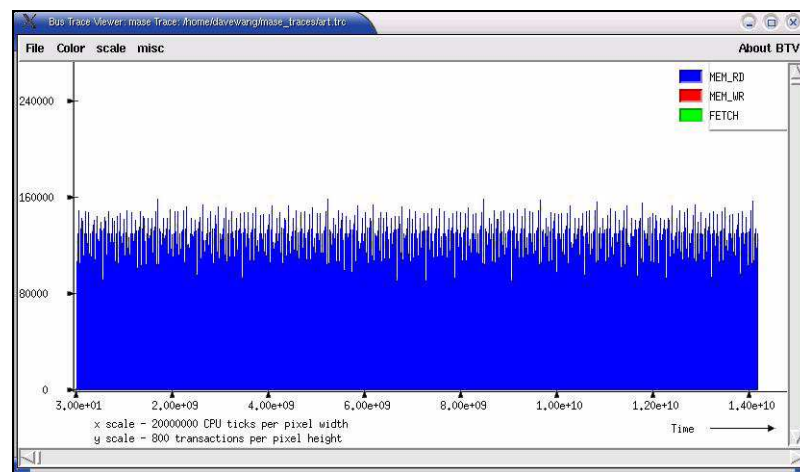 Bus Trace Viewer: mase Trace: /home/davewang/mase_traces/art.trc
File Color scale misc About BTV
MEM_RD
MEM_WR
FETCH
240000
160000
80000
0
3.00e+01 2.00e+09 4.00e+09 6.00e+09 8.00e+09 1.00e+10 1.20e+10 1.40e+10
x scale - 20000000 CPU ticks per pixel width
y scale - 800 transactions per pixel height
Time